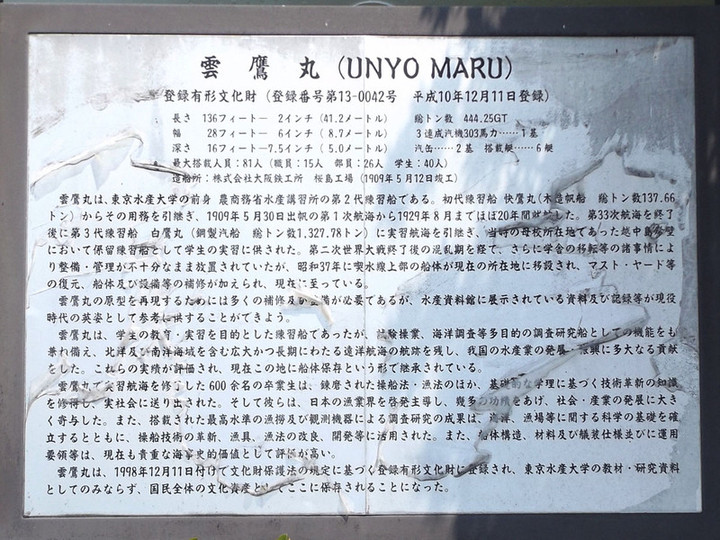 雲鷹丸 (UNYO MARU)
登録有形文化財 (登録番号第13-0042号 平成10年12月11日登録)
長さ 136フィート― 2インチ (41.2メートル) 総トン数 444.25GT
幅 28フィート― 6インチ ( 8.7メートル) 3連成汽機303馬力……1基
深さ 16フィート―7.5インチ ( 5.0メートル) 汽缶……2基 搭載艇……6艇
最大搭載人員：81人 (職員：15人 部員：26人 学生：40人)
造船所：株式会社大阪鉄工所 桜島工場 (1909年5月12日竣工)
雲鷹丸は、東京水産大学の前身 農商務省水産講習所の第2代練習船である。初代練習船 快鷹丸(木造帆船 総トン数137.66
トン) からその用務を引継ぎ、1909年5月30日出帆の第1次航海から1929年8月までほぼ20年間就航した。第33次航海を終了
後に第3代練習船 白鷹丸 (鋼製汽船 総トン数1,327.78トン) に実習航海を引継ぎ、当時の母校所在地であった越中島岸壁
において保留練習船として学生の実習に供された。第二次世界大戦終了後の混乱期を経て、さらに学舎の移転等の諸事情によ
り整備・管理が不十分なまま放置されていたが、昭和37年に喫水線上部の船体が現在の所在地に移設され、マスト・ヤード等
の復元、船体及び設備等の補修が加えられ、現在に至っている。
雲鷹丸の原型を再現するためには多くの補修及び整備が必要であるが、水産資料館に展示されている資料及び記録等が現役
時代の英姿として参考に供することができよう。
雲鷹丸は、学生の教育・実習を目的とした練習船であったが、試験操業、海洋調査等多目的の調査研究船としての機能をも
兼れ備え、北洋及び南洋海域を含む広大かつ長期にわたる遠洋航海の航跡を残し、我国の水産業の発展・振興に多大なる貢献
をした。これらの実績が評価され、現在この地に船体保存という形で継承されている。
雲鷹丸で実習航海を修了した600余名の卒業生は、錬磨された操船法・漁法のほか、基礎的な学理に基づく技術革新の知識
を修得し、実社会に送り出された。そして彼らは、日本の漁業界を啓発主導し、幾多の功績をあげ、社会・産業の発展に大き
く寄与した。また、搭載された最高水準の漁撈及び観測機器による調査研究の成果は、海洋、漁場等に関する科学の基礎を確
立するとともに、操船技術の革新、漁具、漁法の改良、開発等に活用された。また、船体構造、材料及び艤装仕様並びに運用
要領等は、現在も貴重な海事史的価値として評価が高い。
雲鷹丸は、1998年12月11日付けで文化財保護法の規定に基づく登録有形文化財に登録され、東京水産大学の教材・研究資料
としてのみならず、国民全体の文化資産としてここに保存されることになった。